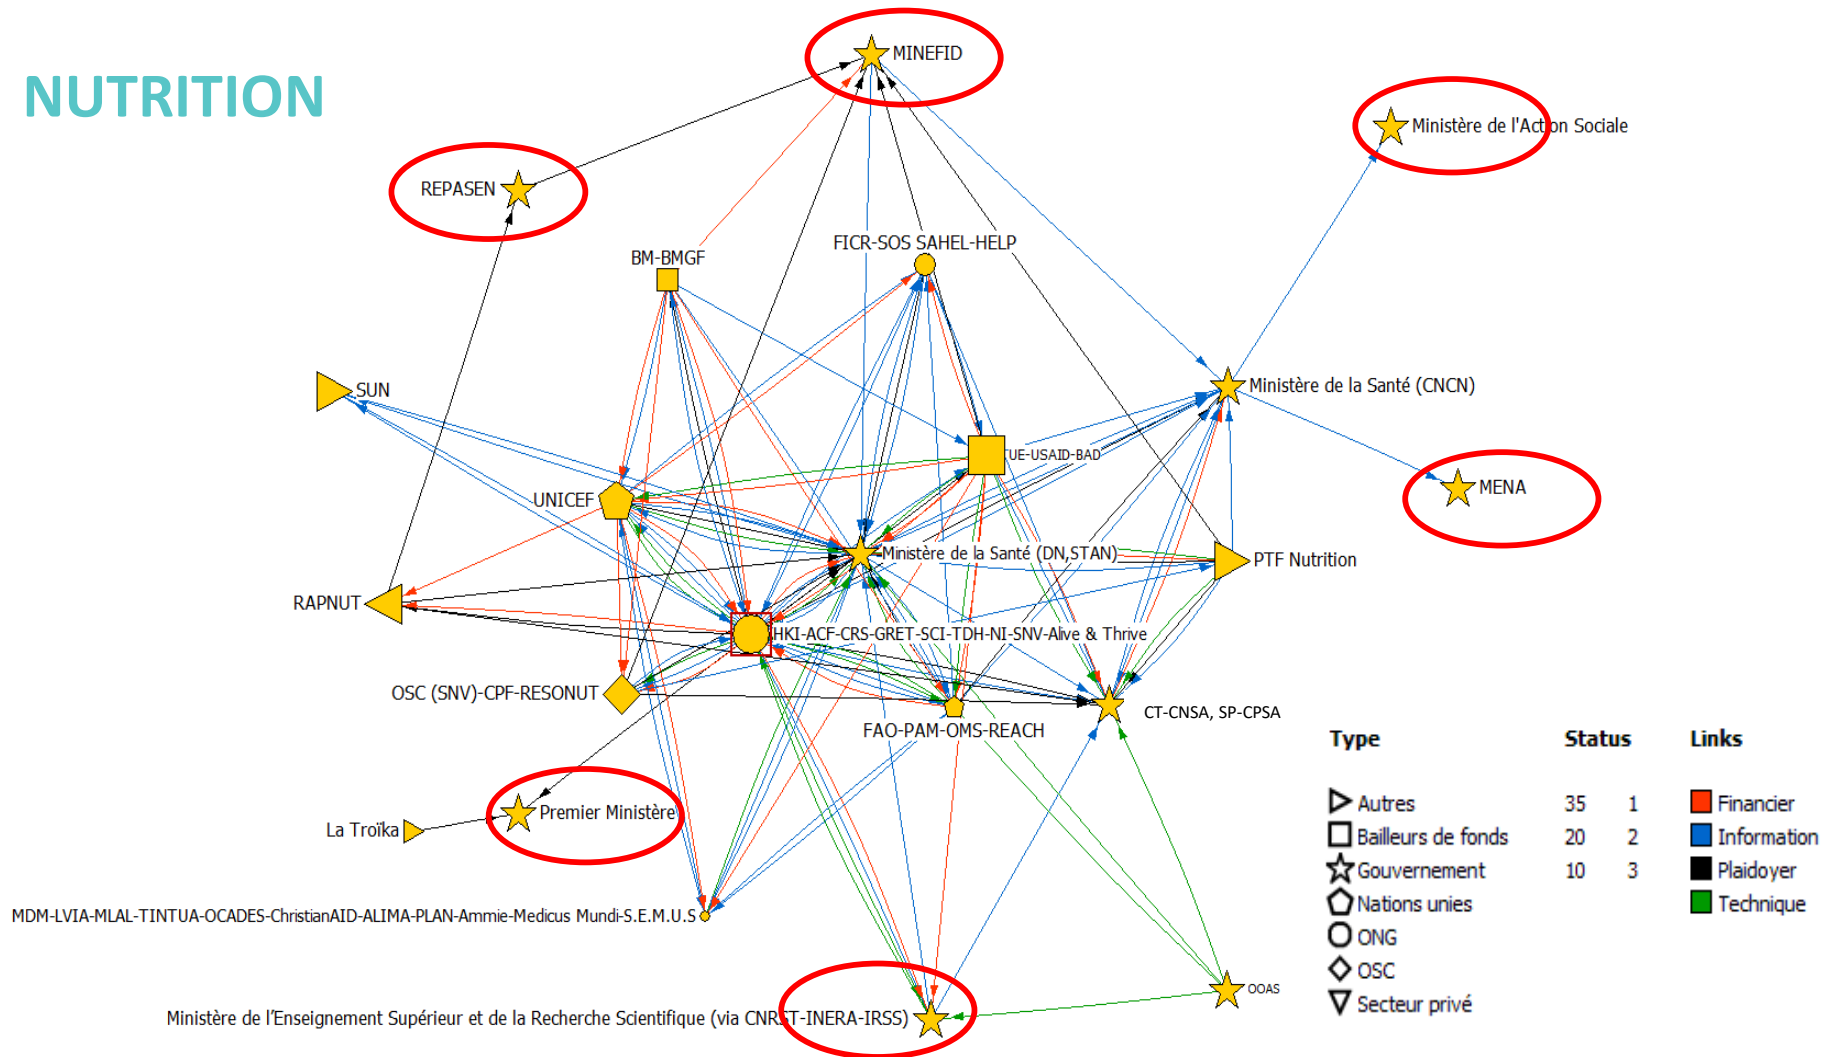 NUTRITION
MINEFID
Ministère de l'Action Sociale
REPASEN
FICR-SOS SAHEL-HELP
BM-BMGF
SUN
Ministère de la Santé (CNCN)
UE-USAID-BAD
MENA
UNICEF
Ministère de la Santé (DN,STAN)
PTF Nutrition
RAPNUT
HKI-ACF-CRS-GRET-SCI-TDH-NI-SNV-Alive & Thrive
OSC (SNV)-CPF-RESONUT
CT-CNSA, SP-CPSA
FAO-PAM-OMS-REACH
Premier Ministère
La Troïka
MDM-LVIA-MLAL-TINTUA-OCADES-ChristianAID-ALIMA-PLAN-Ammie-Medicus Mundi-S.E.M.U.S
OOAS
Ministère de l’Enseignement Supérieur et de la Recherche Scientifique (via CNRST-INERA-IRSS)
Type Status Links
Autres 35 1 Financier
Bailleurs de fonds 20 2 Information
Gouvernement 10 3 Plaidoyer
Nations unies Technique
ONG
OSC
Secteur privé